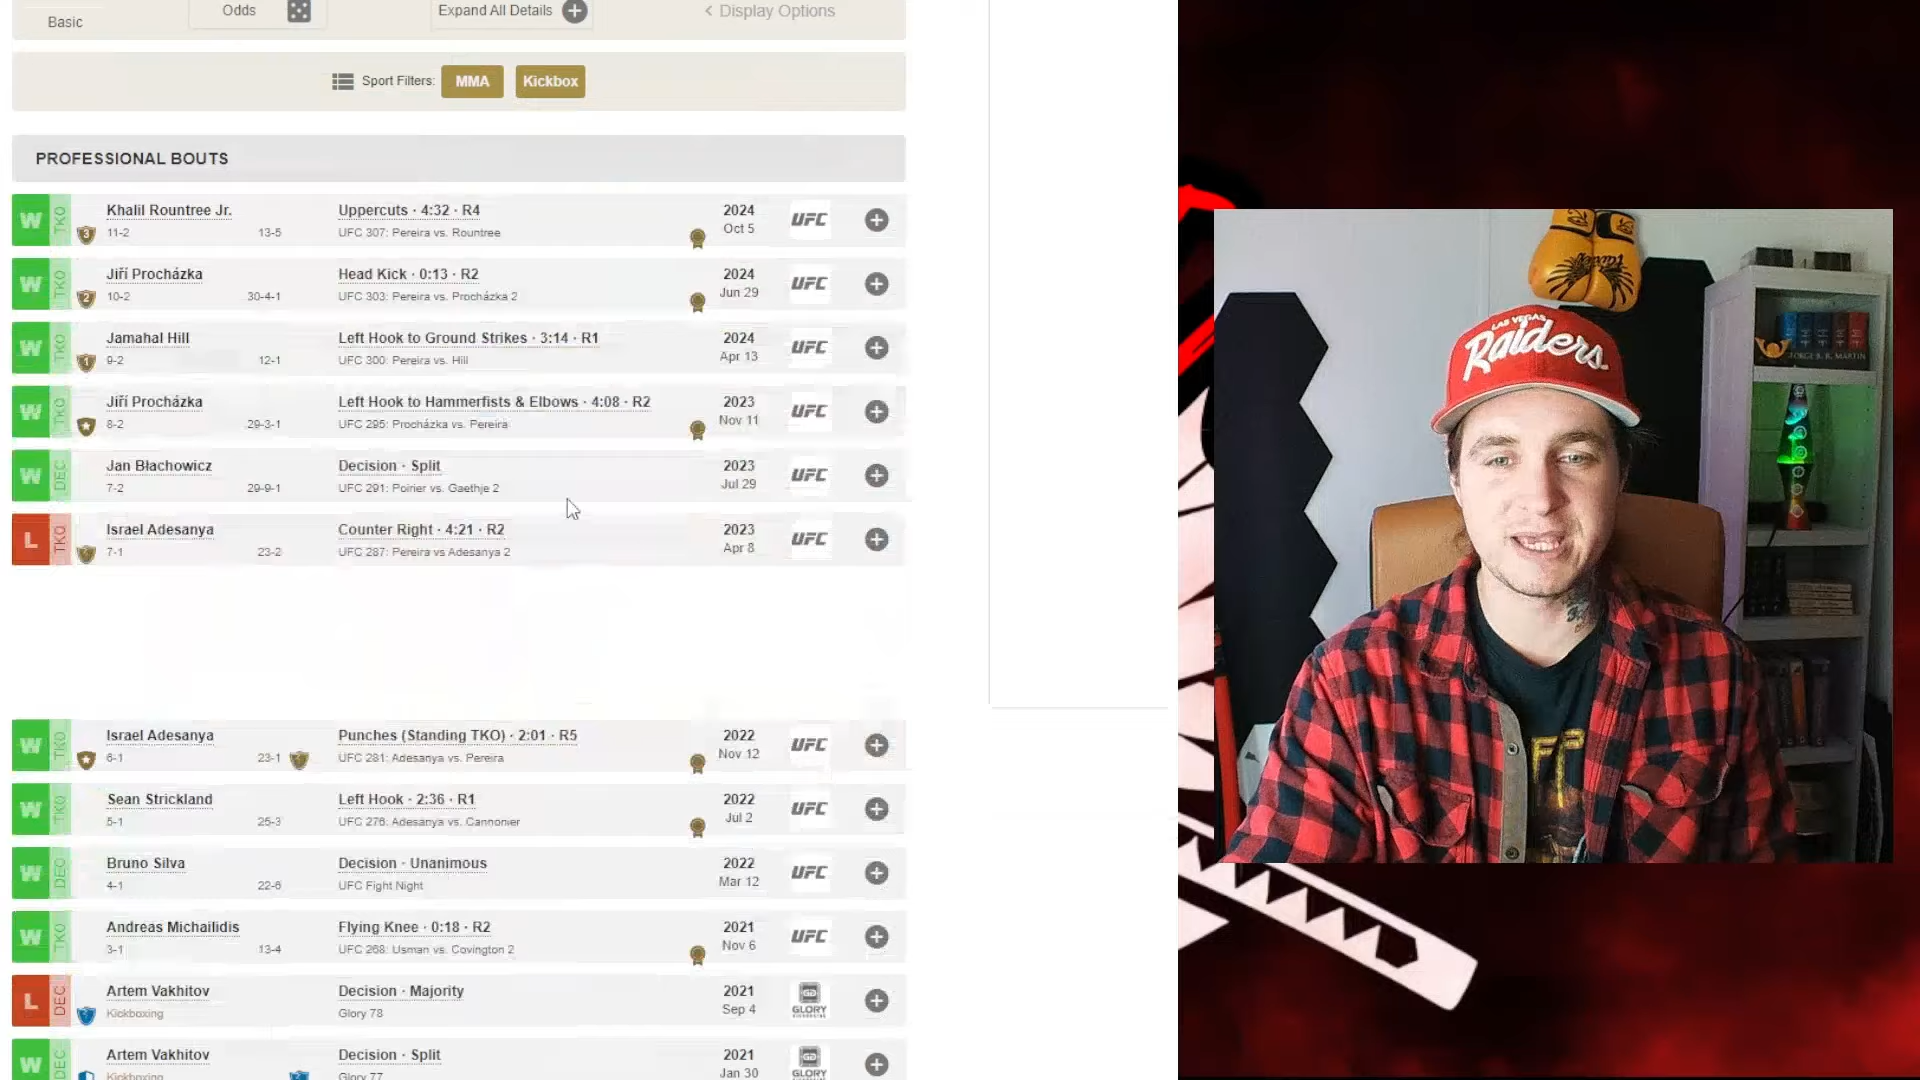 Basic
Odds
Expand All Details
< Display Options
Sport Filters: MMA Kickbox
PROFESSIONAL BOUTS
W TKO 3 Khalil Rountree Jr. Uppercuts · 4:32 · R4 2024 UFC
11-2 13-5 UFC 307: Pereira vs. Rountree Oct 5
W TKO 2 Jiří Procházka Head Kick · 0:13 · R2 2024 UFC
10-2 30-4-1 UFC 303: Pereira vs. Procházka 2 Jun 29
W TKO 1 Jamahal Hill Left Hook to Ground Strikes · 3:14 · R1 2024 UFC
9-2 12-1 UFC 300: Pereira vs. Hill Apr 13
W TKO Jiří Procházka Left Hook to Hammerfists & Elbows · 4:08 · R2 2023 UFC
8-2 29-3-1 UFC 295: Procházka vs. Pereira Nov 11
W DEC Jan Błachowicz Decision · Split 2023 UFC
7-2 29-9-1 UFC 291: Poirier vs. Gaethje 2 Jul 29
L TKO Israel Adesanya Counter Right · 4:21 · R2 2023 UFC
7-1 23-2 UFC 287: Pereira vs Adesanya 2 Apr 8
W TKO Israel Adesanya Punches (Standing TKO) · 2:01 · R5 2022 UFC
6-1 23-1 UFC 281: Adesanya vs. Pereira Nov 12
W TKO Sean Strickland Left Hook · 2:36 · R1 2022 UFC
5-1 25-3 UFC 276: Adesanya vs. Cannonier Jul 2
W DEC Bruno Silva Decision · Unanimous 2022 UFC
4-1 22-6 UFC Fight Night Mar 12
W TKO Andreas Michailidis Flying Knee · 0:18 · R2 2021 UFC
3-1 13-4 UFC 268: Usman vs. Covington 2 Nov 6
L DEC Artem Vakhitov Decision · Majority 2021 GLORY
Kickboxing Glory 78 Sep 4
W DEC Artem Vakhitov Decision · Split 2021 GLORY
Kickboxing Glory 77 Jan 30
LAS VEGAS
Raiders
GEORGE R. R. MARTIN